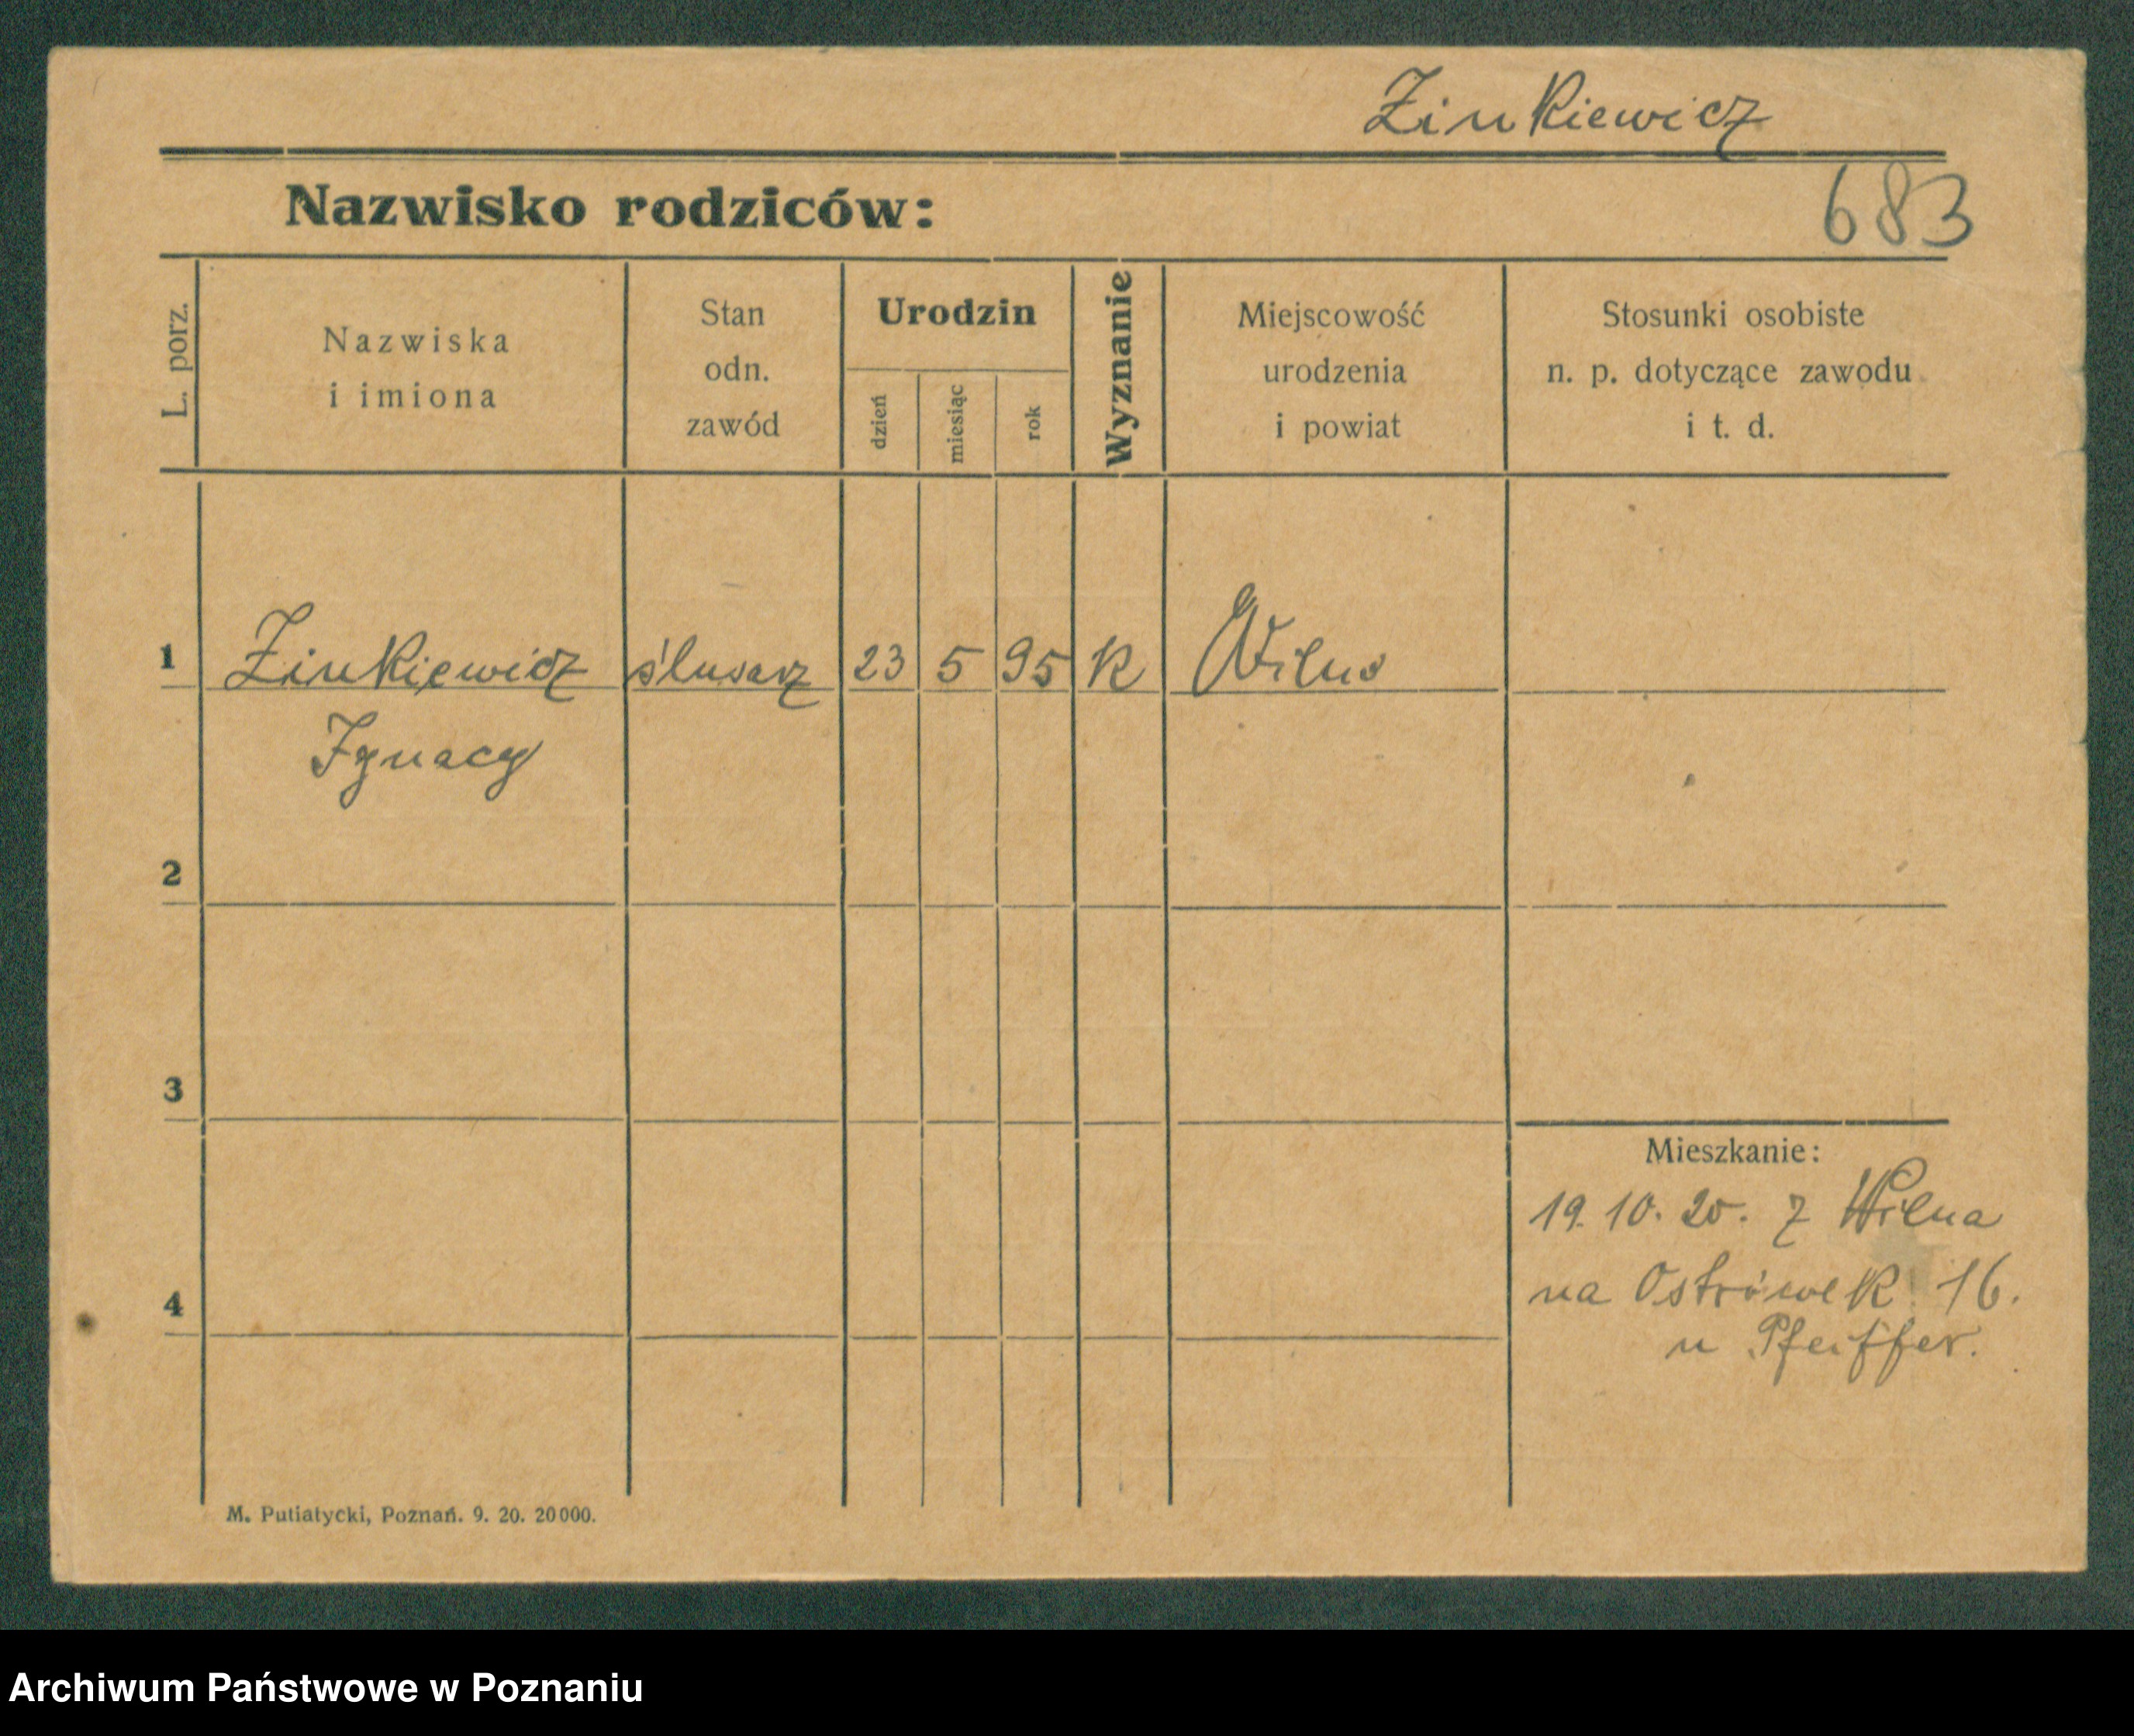 Zinkiewicz
Nazwisko rodziców:
683
L. porz.
Nazwiska
i imiona
Stan
odn.
zawód
Urodzin
dzień
miesiąc
rok
Wyznanie
Miejscowość
urodzenia
i powiat
Stosunki osobiste
n. p. dotyczące zawodu
i t. d.
1 Zinkiewicz ślusarz 23 5 95 K Wilno
Ignacy
2
3
Mieszkanie:
19. 10. 20. z Wilna
na Ostrówek 16.
4
u Pfeiffer.
M. Putiatycki, Poznań. 9. 20. 20000.
Archiwum Państwowe w Poznaniu